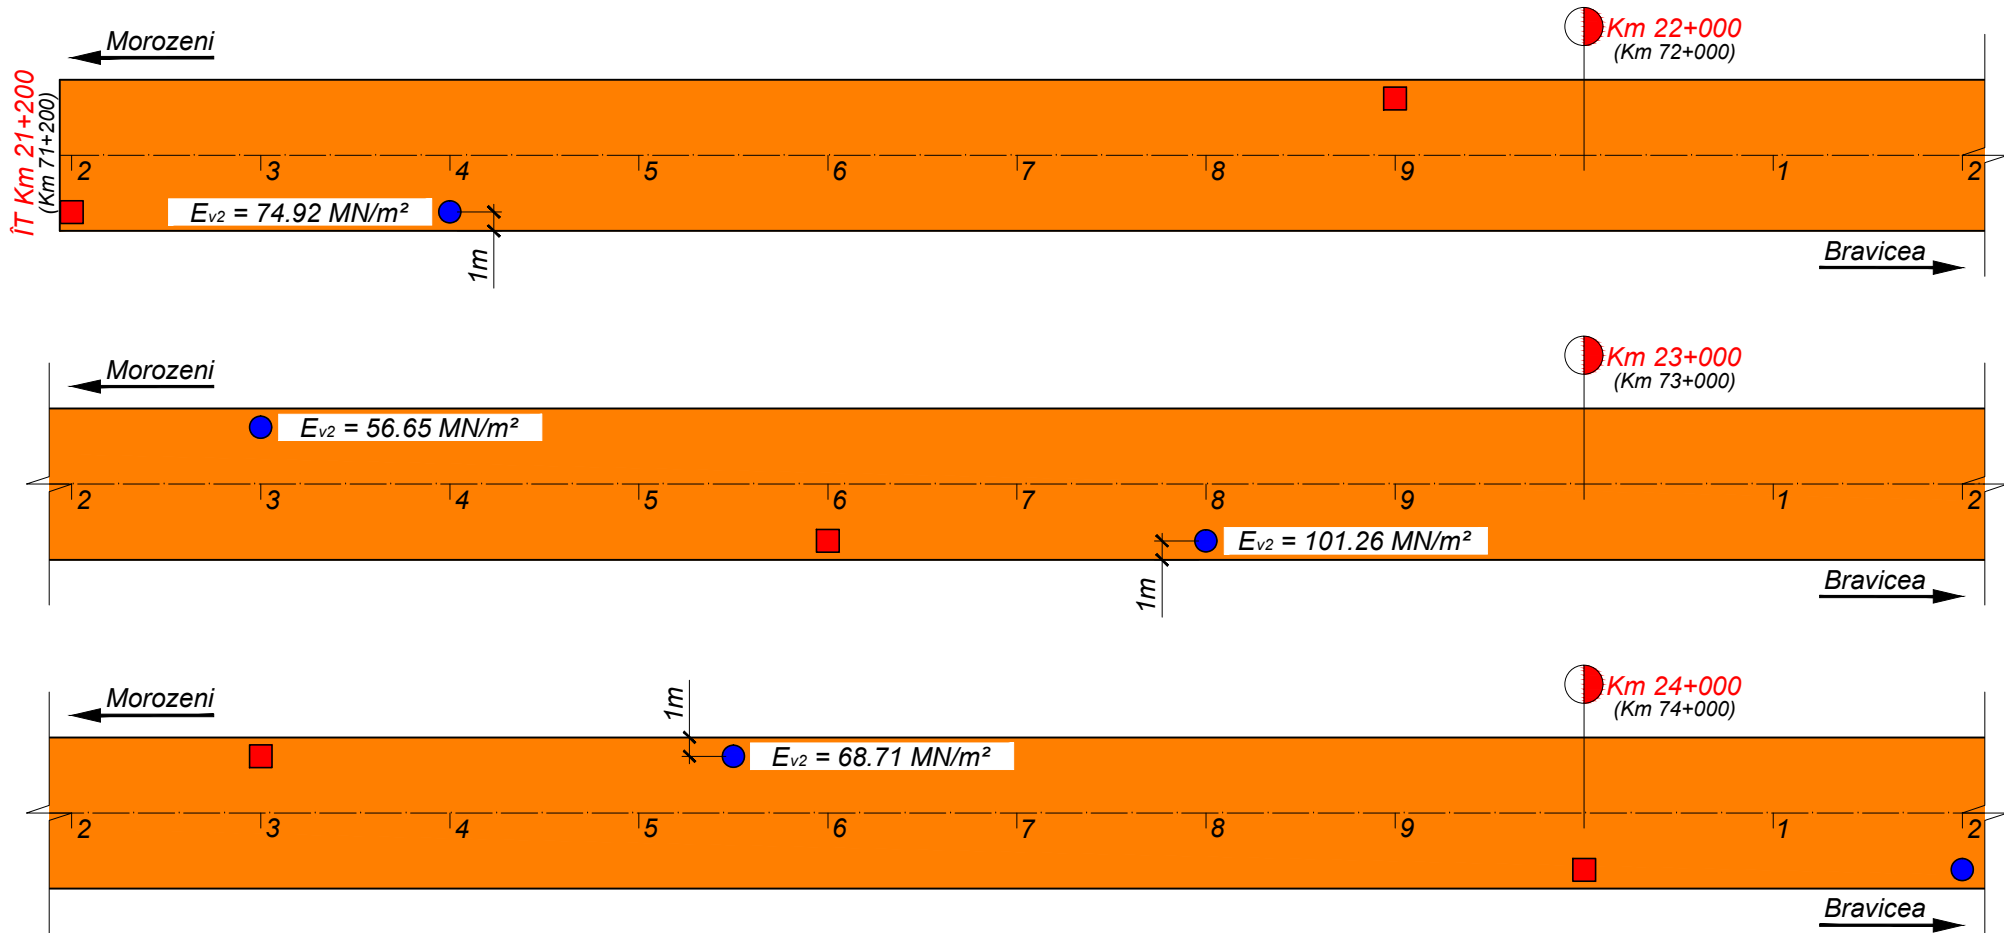 Morozeni
Km 22+000
(Km 72+000)
ÎT Km 21+200
(Km 71+200)
2 3 4 5 6 7 8 9 1 2
Ev2 = 74.92 MN/m²
1m
Bravicea
Morozeni
Km 23+000
(Km 73+000)
Ev2 = 56.65 MN/m²
2 3 4 5 6 7 8 9 1 2
Ev2 = 101.26 MN/m²
1m
Bravicea
Morozeni
1m
Km 24+000
(Km 74+000)
Ev2 = 68.71 MN/m²
2 3 4 5 6 7 8 9 1 2
Bravicea